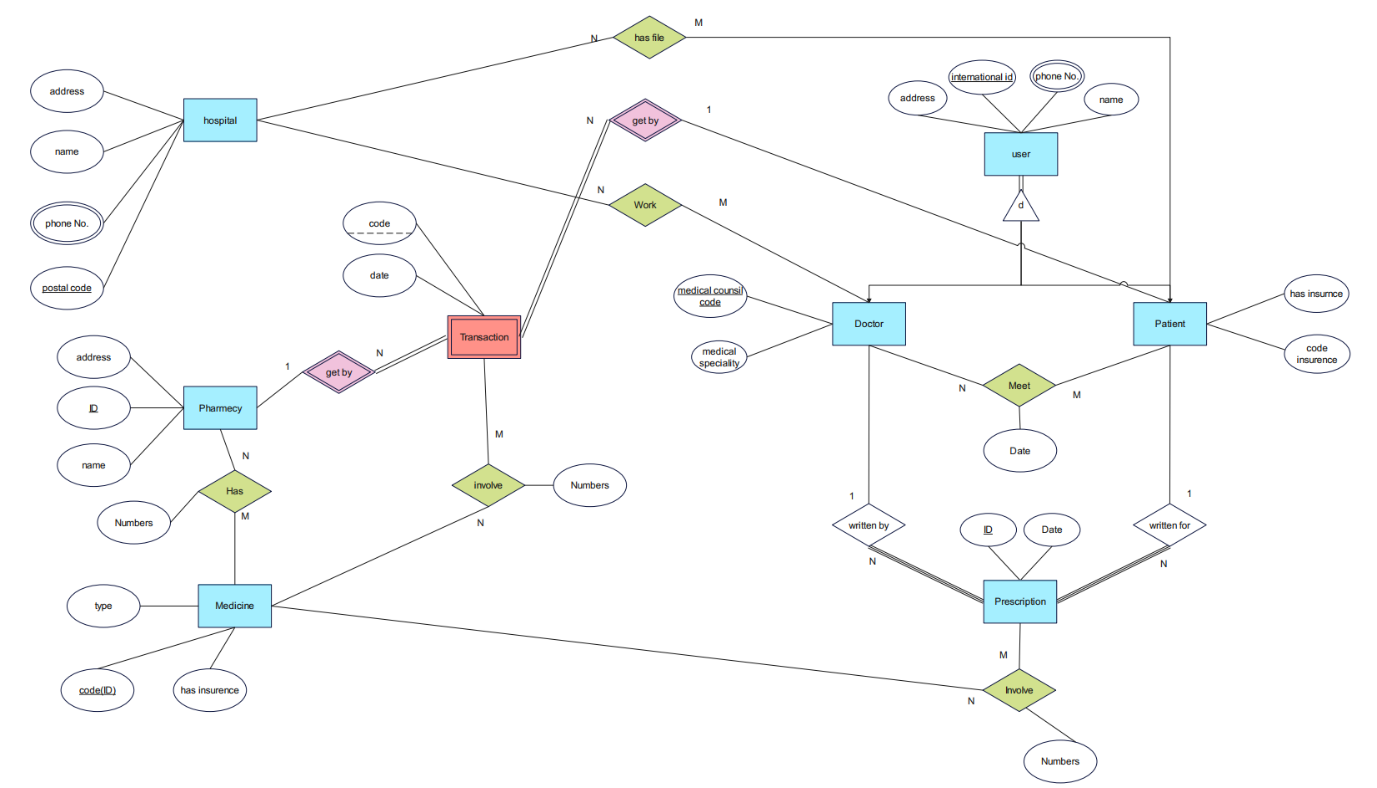 M
N
has file
address
international id
phone No.
address
name
hospital
get by
N
1
name
user
N
Work
M
d
code
phone No.
date
postal code
medical counsil
code
has insurnce
Doctor
Patient
Transaction
address
medical
speciality
code
insurence
1
N
get by
N
Meet
M
Pharmecy
ID
Date
name
N
M
Has
involve
Numbers
Numbers
M
N
1
1
written by
ID
Date
written for
N
N
type
Medicine
Prescription
M
code(ID)
has insurence
N
Involve
Numbers